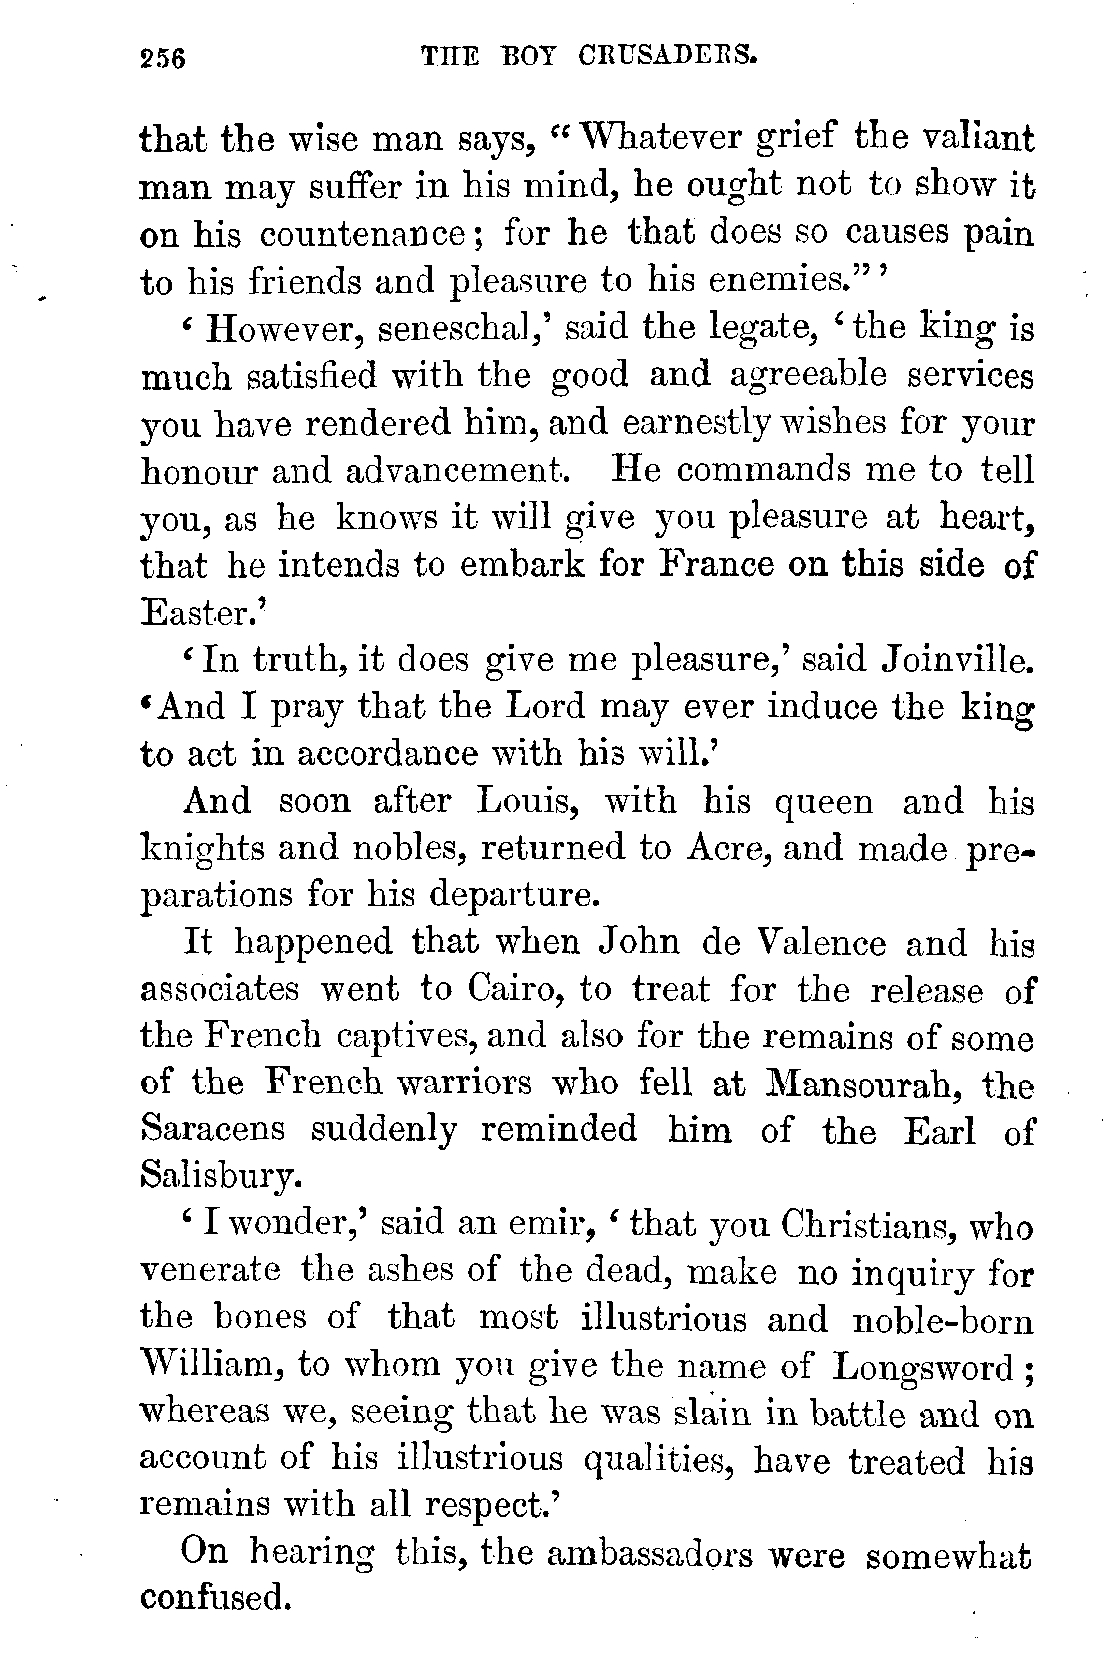 256 THE BOY CRUSADERS.
that the wise man says, “Whatever grief the valiant
man may suffer in his mind, he ought not to show it
on his countenance; for he that does so causes pain
to his friends and pleasure to his enemies.” ’
‘ However, seneschal,’ said the legate, ‘ the king is
much satisfied with the good and agreeable services
you have rendered him, and earnestly wishes for your
honour and advancement. He commands me to tell
you, as he knows it will give you pleasure at heart,
that he intends to embark for France on this side of
Easter.’
‘ In truth, it does give me pleasure,’ said Joinville.
‘And I pray that the Lord may ever induce the king
to act in accordance with his will.’
And soon after Louis, with his queen and his
knights and nobles, returned to Acre, and made pre-
parations for his departure.
It happened that when John de Valence and his
associates went to Cairo, to treat for the release of
the French captives, and also for the remains of some
of the French warriors who fell at Mansourah, the
Saracens suddenly reminded him of the Earl of
Salisbury.
‘ I wonder,’ said an emir, ‘ that you Christians, who
venerate the ashes of the dead, make no inquiry for
the bones of that most illustrious and noble-born
William, to whom you give the name of Longsword ;
whereas we, seeing that he was slain in battle and on
account of his illustrious qualities, have treated his
remains with all respect.’
On hearing this, the ambassadors were somewhat
confused.